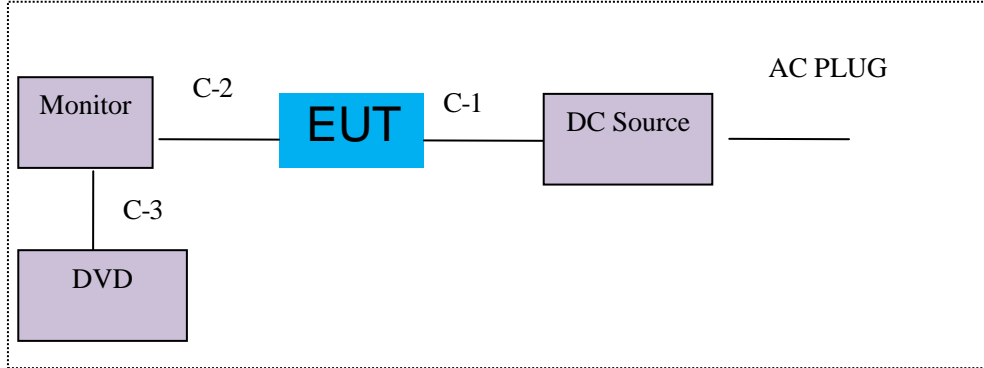 AC PLUG
Monitor
C-2
EUT
C-1
DC Source
C-3
DVD